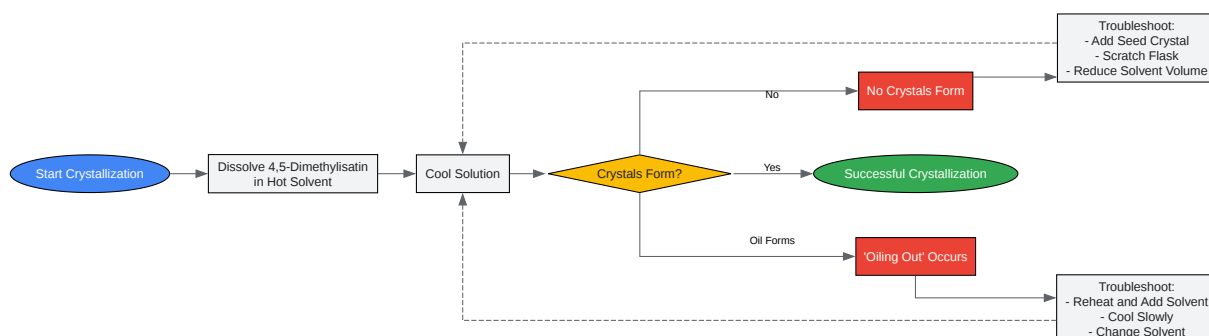 Start Crystallization
Dissolve 4,5-Dimethylisatin
in Hot Solvent
Cool Solution
Crystals Form?
No
No Crystals Form
Troubleshoot:
- Add Seed Crystal
- Scratch Flask
- Reduce Solvent Volume
Yes
Successful Crystallization
Oil Forms
'Oiling Out' Occurs
Troubleshoot:
- Reheat and Add Solvent
- Cool Slowly
- Change Solvent